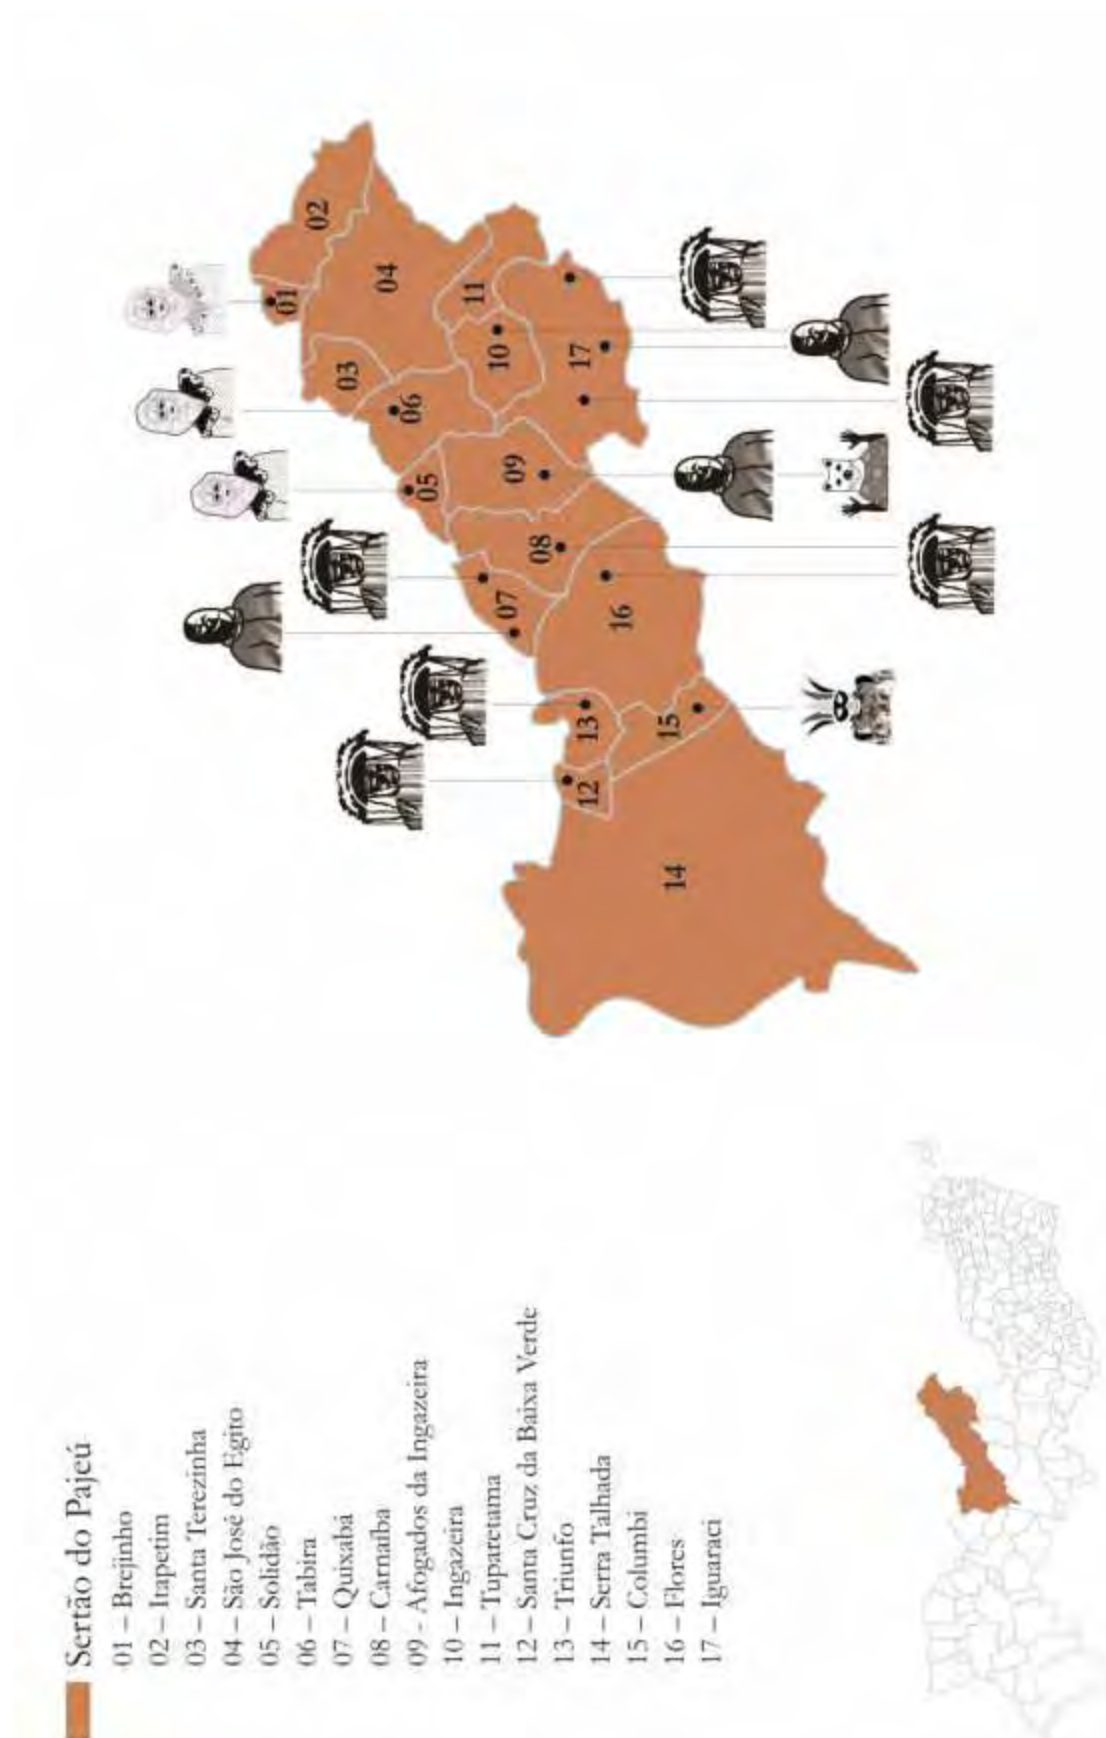 Sertão do Pajeú
01 – Brejinho
02 – Itapetim
03 – Santa Terezinha
04 – São José do Egito
05 – Solidão
06 – Tabira
07 – Quixabá
08 – Carnaíba
09 - Afogados da Ingazeira
10 – Ingazeira
11 – Tuparetama
12 – Santa Cruz da Baixa Verde
13 – Triunfo
14 – Serra Talhada
15 – Columbi
16 – Flores
17 – Iguaraci
14
12
13
15
16
07
08
05
09
06
03
10
17
04
11
01
02